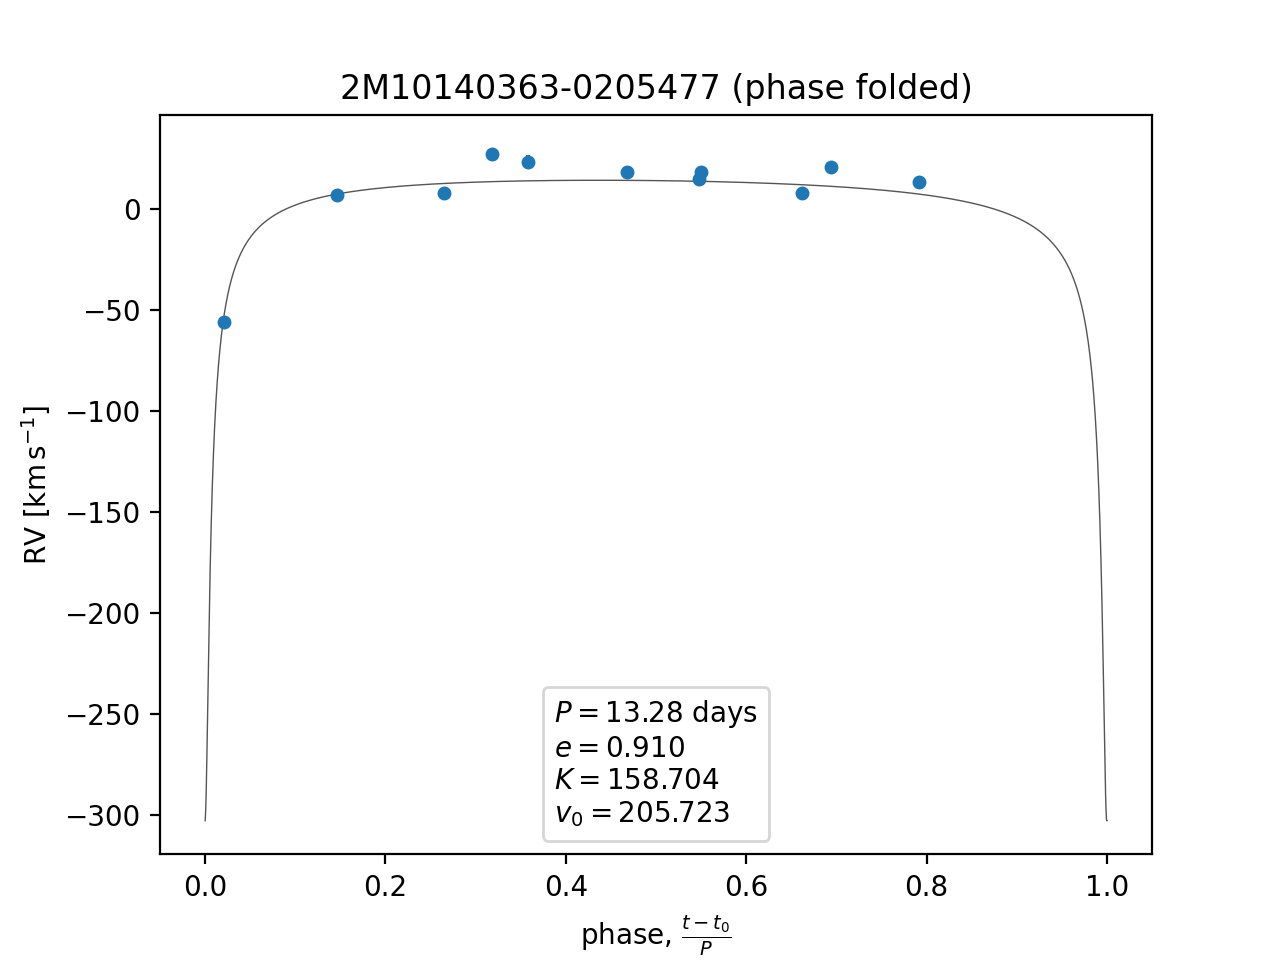 2M10140363-0205477 (phase folded)
0
−50
−100
−150
−200
−250
−300
RV [km s⁻¹]
P = 13.28 days
e = 0.910
K = 158.704
v₀ = 205.723
0.0 0.2 0.4 0.6 0.8 1.0
phase, (t − t₀)/P